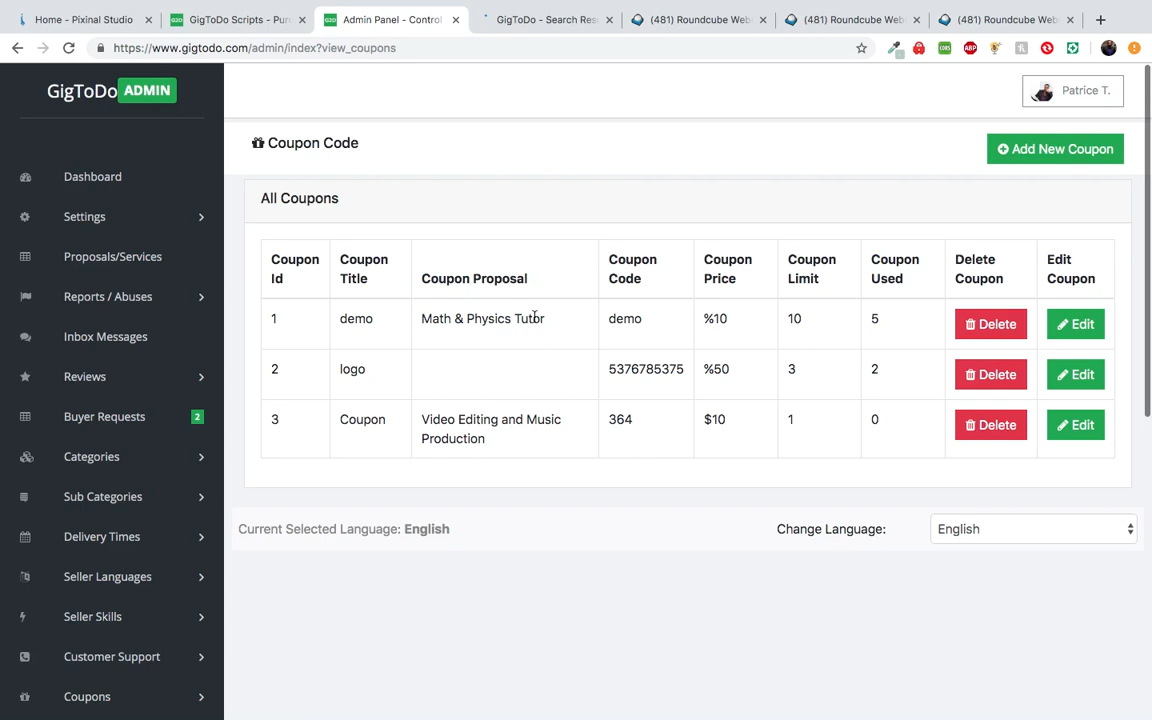 Home - Pixinal Studio
GigToDo Scripts - Pur
Admin Panel - Control
GigToDo - Search Res
(481) Roundcube Web
(481) Roundcube Web
(481) Roundcube Web
https://www.gigtodo.com/admin/index?view_coupons
GigToDo ADMIN
Patrice T.
Coupon Code
Add New Coupon
Dashboard
Settings
Proposals/Services
Reports / Abuses
Inbox Messages
Reviews
Buyer Requests 2
Categories
Sub Categories
Delivery Times
Seller Languages
Seller Skills
Customer Support
Coupons
All Coupons
Coupon Id Coupon Title Coupon Proposal Coupon Code Coupon Price Coupon Limit Coupon Used Delete Coupon Edit Coupon
1 demo Math & Physics Tutor demo %10 10 5 Delete Edit
2 logo 5376785375 %50 3 2 Delete Edit
3 Coupon Video Editing and Music Production 364 $10 1 0 Delete Edit
Current Selected Language: English
Change Language: English